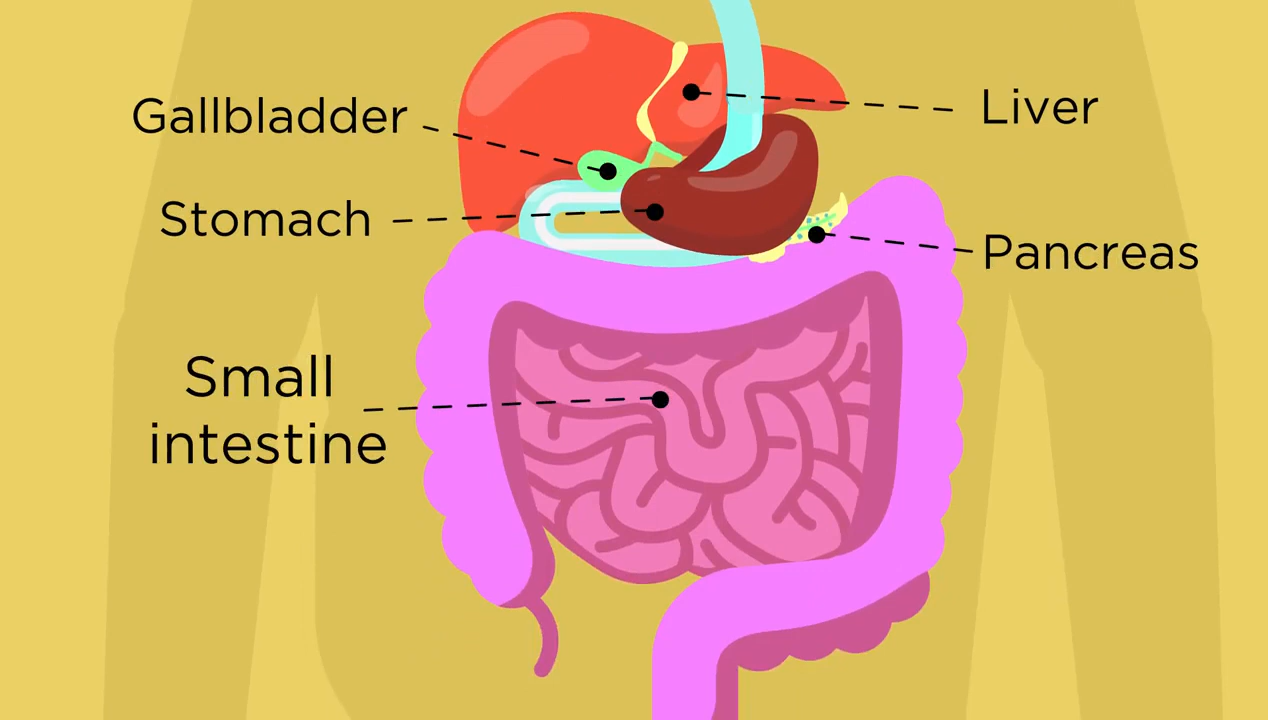 Gallbladder
Liver
Stomach
Pancreas
Small
intestine